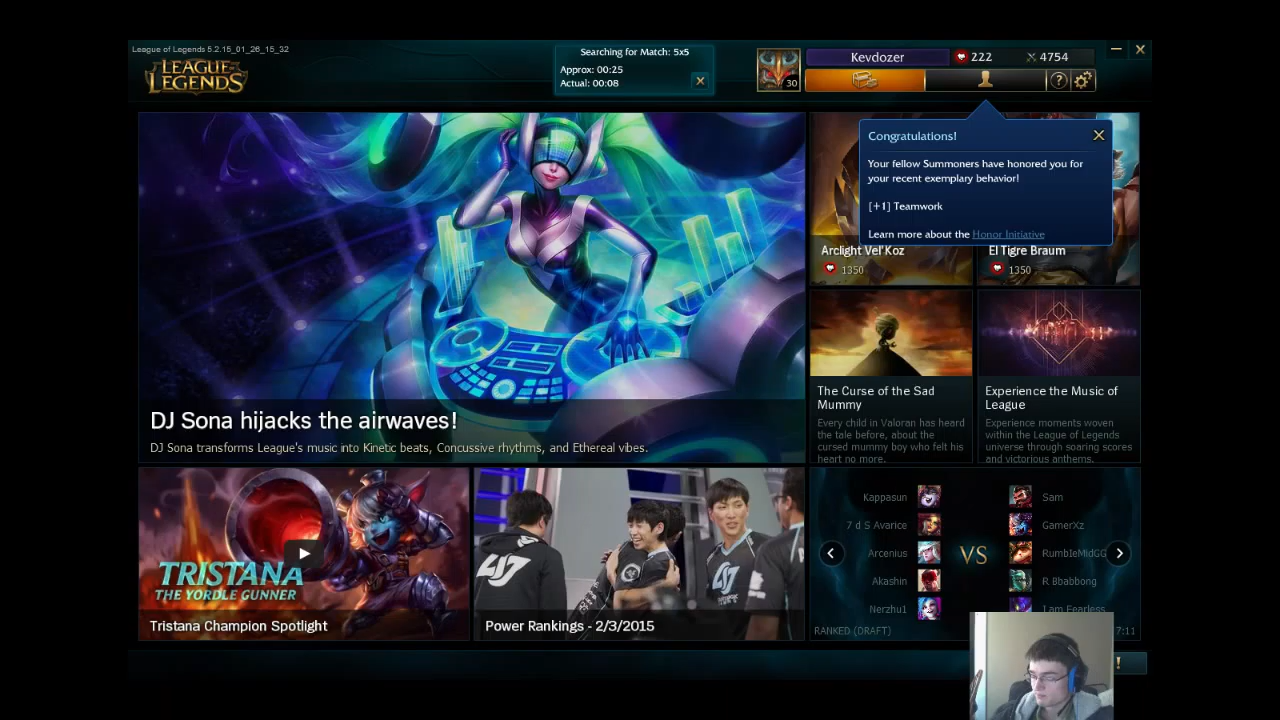 League of Legends 5.2.15_01_26_15_32
LEAGUE
of
LEGENDS
Searching for Match: 5x5
Approx: 00:25
Actual: 00:08
30
Kevdozer
222
4754
?
Congratulations!
Your fellow Summoners have honored you for
your recent exemplary behavior!
[+1] Teamwork
Learn more about the Honor Initiative
Arclight Vel'Koz
1350
El Tigre Braum
1350
DJ Sona hijacks the airwaves!
DJ Sona transforms League's music into Kinetic beats, Concussive rhythms, and Ethereal vibes.
The Curse of the Sad
Mummy
Every child in Valoran has heard
the tale before, about the
cursed mummy boy who felt his
heart no more.
Experience the Music of
League
Experience moments woven
within the League of Legends
universe through soaring scores
and victorious anthems.
TRISTANA
THE YORDLE GUNNER
Tristana Champion Spotlight
Power Rankings - 2/3/2015
Kappasun
7 d S Avarice
Arcenius
Akashin
Nerzhu1
VS
Sam
GamerXz
RumbleMidGG
R Bbabbong
I am Fearless
RANKED (DRAFT)
7:11
!